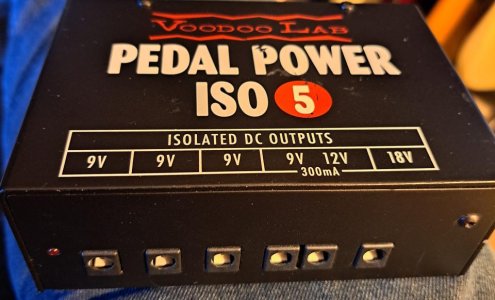 VOODOO LAB
PEDAL POWER
ISO 5
ISOLATED DC OUTPUTS
9V 9V 9V 9V 12V 18V
300mA